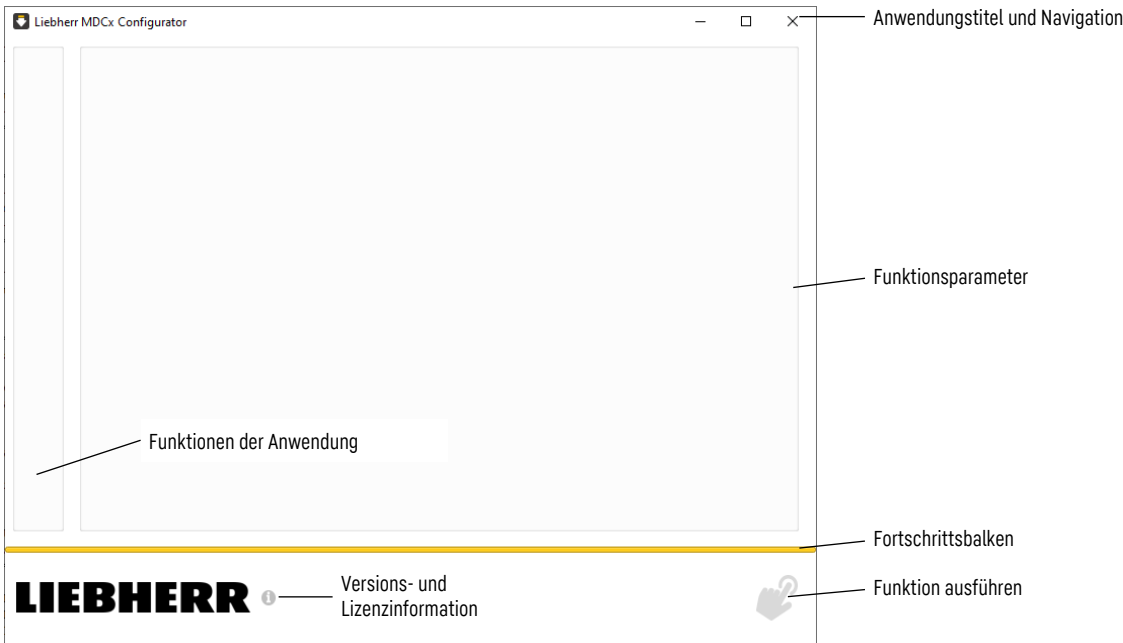 Liebherr MDCx Configurator
Anwendungstitel und Navigation
Funktionsparameter
Funktionen der Anwendung
Fortschrittsbalken
LIEBHERR
Versions- und
Lizenzinformation
Funktion ausführen